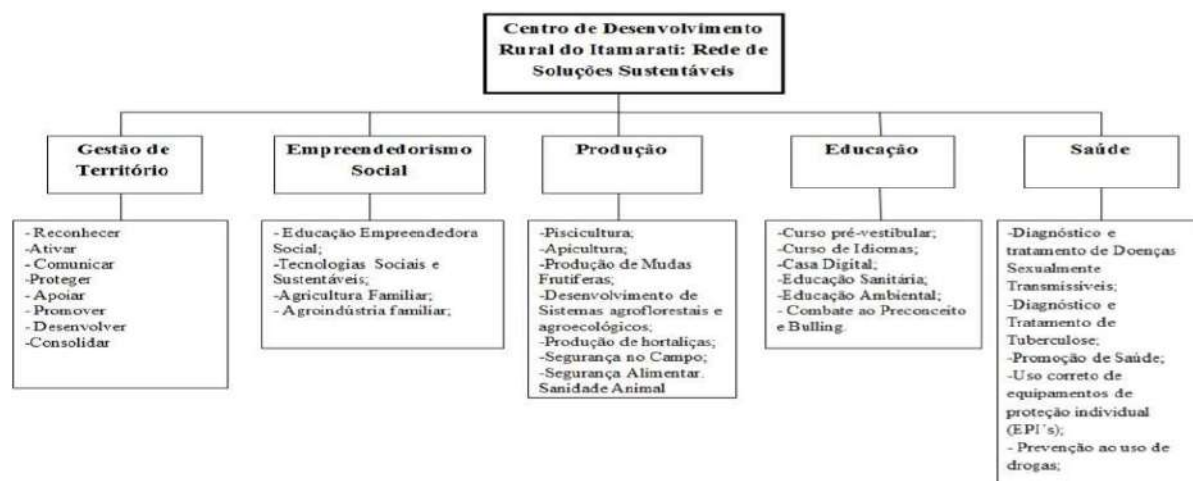 Centro de Desenvolvimento
Rural do Itamarati: Rede de
Soluções Sustentáveis
Gestão de
Território
- Reconhecer
-Ativar
- Comunicar
-Proteger
- Apoiar
- Promover
- Desenvolver
-Consolidar
Empreendedorismo
Social
- Educação Empreendedora
Social;
-Tecnologias Sociais e
Sustentáveis;
-Agricultura Familiar;
- Agroindústria familiar;
Produção
-Piscicultura;
-Apicultura;
-Produção de Mudas
Frutíferas;
-Desenvolvimento de
Sistemas agroflorestais e
agroecológicos;
-Produção de hortaliças;
-Segurança no Campo;
-Segurança Alimentar.
Sanidade Animal
Educação
-Curso pré-vestibular;
-Curso de Idiomas;
-Casa Digital;
-Educação Sanitária;
-Educação Ambiental;
- Combate ao Preconceito
e Bulling.
Saúde
-Diagnóstico e
tratamento de Doenças
Sexualmente
Transmissíveis;
-Diagnóstico e
Tratamento de
Tuberculose;
-Promoção de Saúde;
-Uso correto de
equipamentos de
proteção individual
(EPI´s);
- Prevenção ao uso de
drogas;